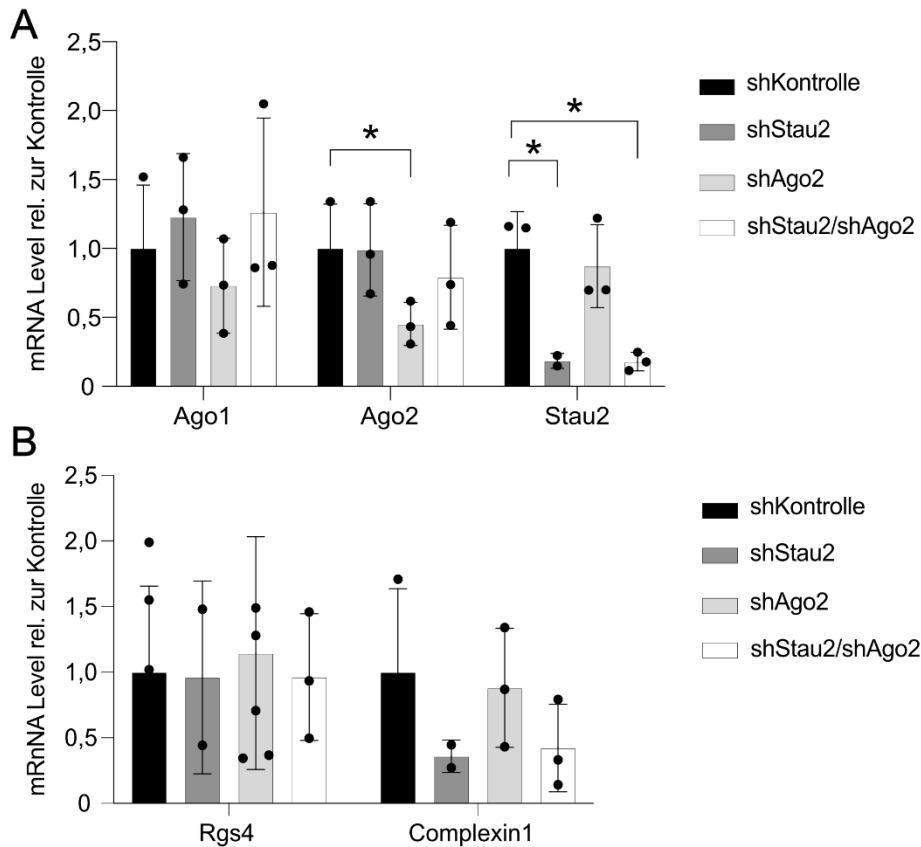 A
mRNA Level rel. zur Kontrolle
2,5
2,0
1,5
1,0
0,5
0
*
*
*
Ago1
Ago2
Stau2
shKontrolle
shStau2
shAgo2
shStau2/shAgo2
B
mRnNA Level rel. zur Kontrolle
2,5
2,0
1,5
1,0
0,5
0
Rgs4
Complexin1
shKontrolle
shStau2
shAgo2
shStau2/shAgo2